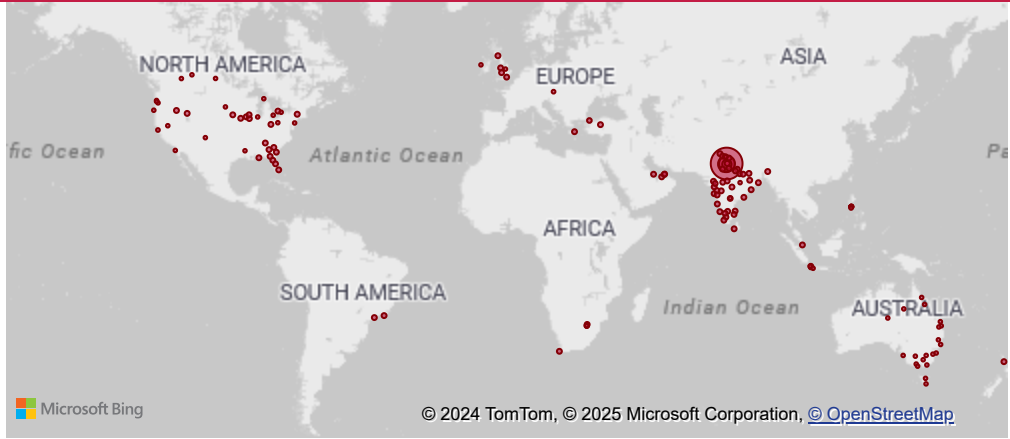 ASIA
NORTH AMERICA
EUROPE
fic Ocean
Atlantic Ocean
Pa
AFRICA
SOUTH AMERICA
Indian Ocean
AUSTRALIA
Microsoft Bing
© 2024 TomTom, © 2025 Microsoft Corporation, © OpenStreetMap